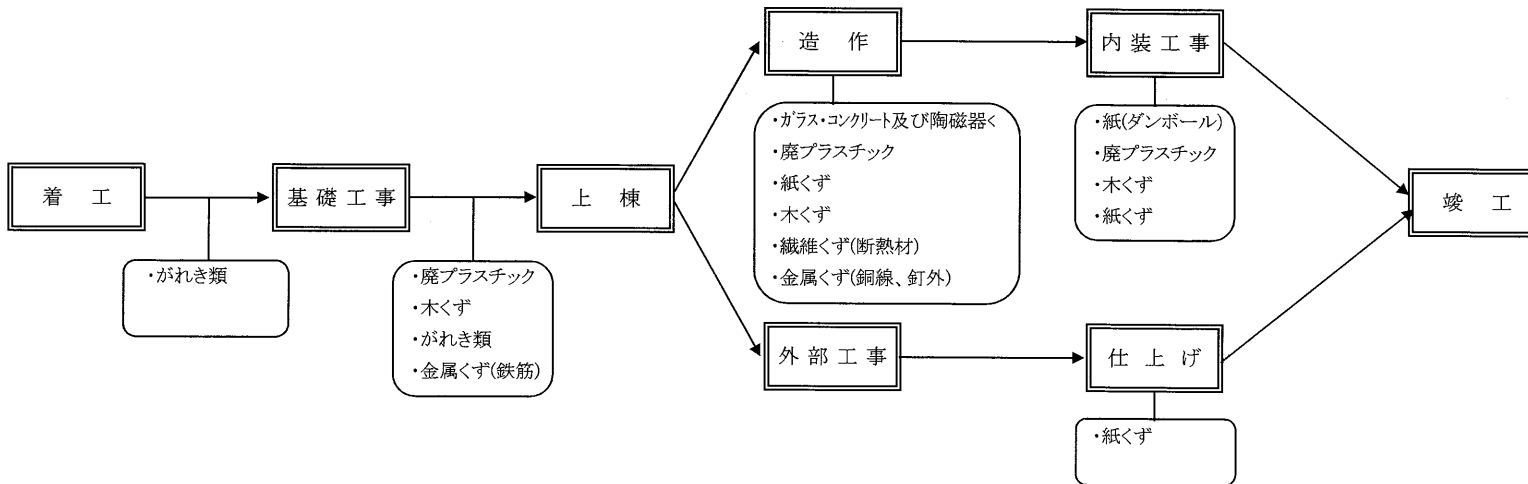 着工
・がれき類
基礎工事
・廃プラスチック
・木くず
・がれき類
・金属くず(鉄筋)
上棟
造作
・ガラス・コンクリート及び陶磁器く
・廃プラスチック
・紙くず
・木くず
・繊維くず(断熱材)
・金属くず(銅線、釘外)
内装工事
・紙(ダンボール)
・廃プラスチック
・木くず
・紙くず
外部工事
仕上げ
・紙くず
竣工